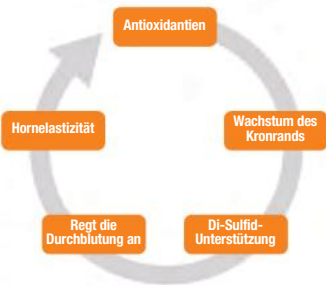 Antioxidantien
Wachstum des
Kronrands
Di-Sulfid-
Unterstützung
Regt die
Durchblutung an
Hornelastizität